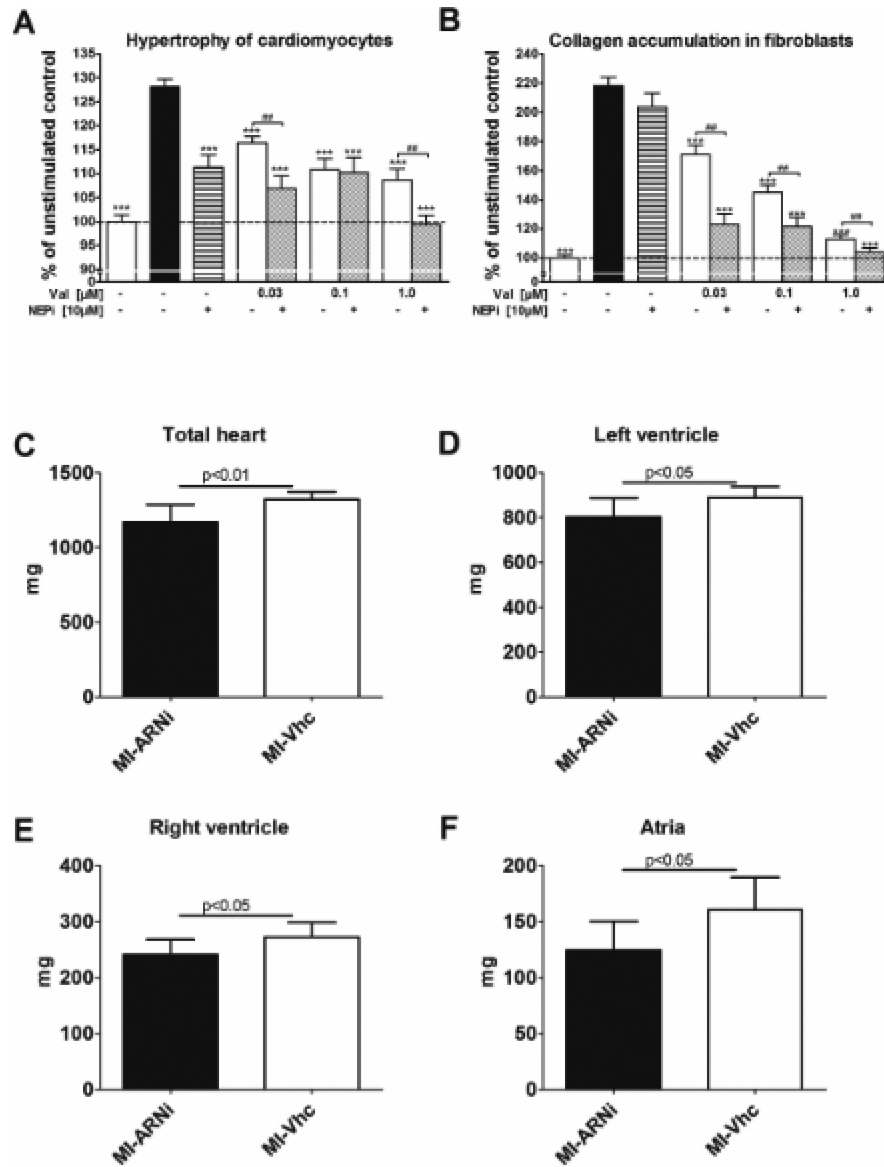 A
Hypertrophy of cardiomyocytes
% of unstimulated control
135
130
125
120
115
110
105
100
90
0
*** *** *** *** *** *** *** ***
## ##
Val [µM] - - - 0.03 0.1 1.0
NEPi [10µM] - - + - + - + - +
B
Collagen accumulation in fibroblasts
% of unstimulated control
220
180
140
120
100
0
## ## ##
Val [µM] - - - 0.03 0.1 1.0
NEPi [10µM] - - + - + - + - +
C
Total heart
mg
1500
1000
500
0
p<0.01
MI-ARNi
MI-Vhc
D
Left ventricle
mg
1000
800
600
400
200
0
p<0.05
MI-ARNi
MI-Vhc
E
Right ventricle
mg
400
300
200
100
0
p<0.05
MI-ARNi
MI-Vhc
F
Atria
mg
200
150
100
50
0
p<0.05
MI-ARNi
MI-Vhc